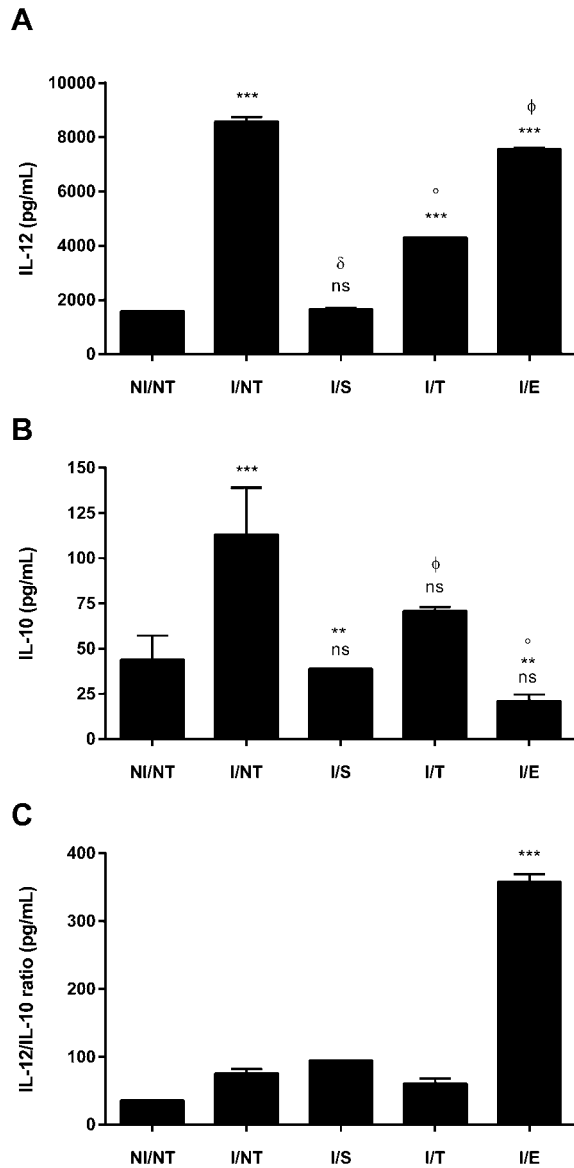 A
IL-12 (pg/mL)
10000
8000
6000
4000
2000
0
***
δ
ns
°
***
ϕ
***
NI/NT I/NT I/S I/T I/E
B
IL-10 (pg/mL)
150
125
100
75
50
25
0
***
**
ns
ϕ
ns
°
**
ns
NI/NT I/NT I/S I/T I/E
C
IL-12/IL-10 ratio (pg/mL)
400
300
200
100
0
***
NI/NT I/NT I/S I/T I/E